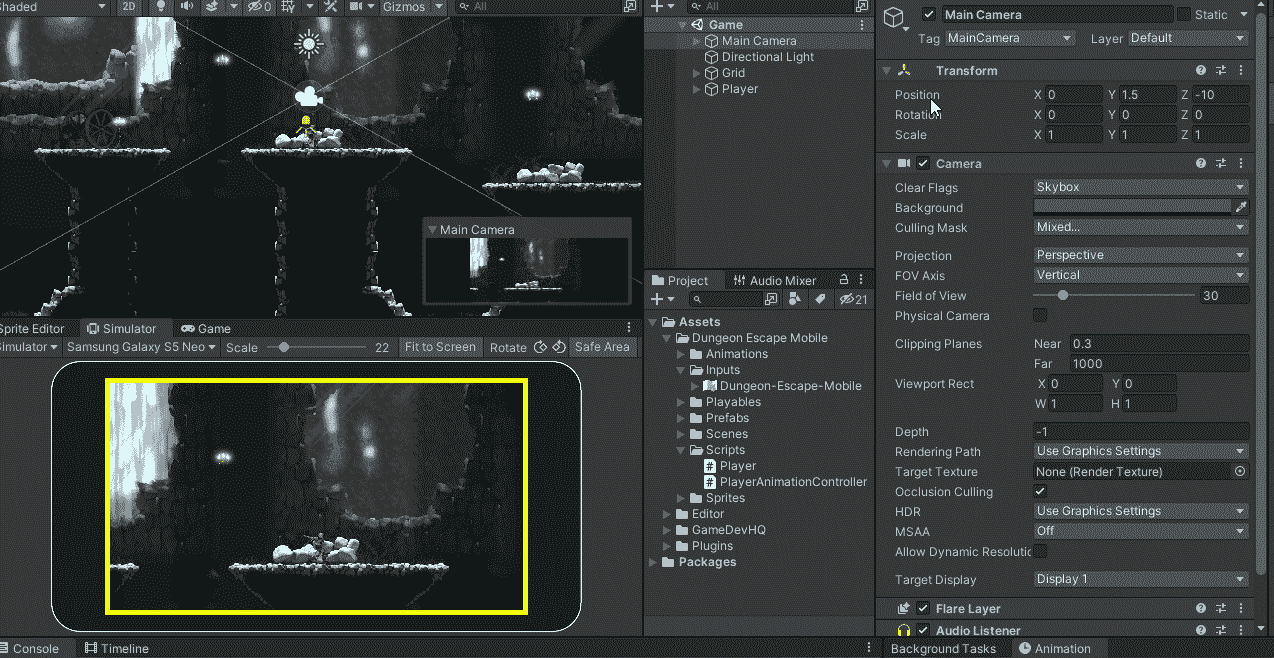 Shaded 2D 0 Gizmos All
Main Camera
Sprite Editor Simulator Game
Simulator Samsung Galaxy S5 Neo Scale 22 Fit to Screen Rotate Safe Area
Console Timeline
All
Game
Main Camera
Directional Light
Grid
Player
Project Audio Mixer
21
Assets
Dungeon Escape Mobile
Animations
Inputs
Dungeon-Escape-Mobile
Playables
Prefabs
Scenes
Scripts
Player
PlayerAnimationController
Sprites
Editor
GameDevHQ
Plugins
Packages
Main Camera Static
Tag MainCamera Layer Default
Transform
Position X 0 Y 1.5 Z -10
Rotation X 0 Y 0 Z 0
Scale X 1 Y 1 Z 1
Camera
Clear Flags Skybox
Background
Culling Mask Mixed...
Projection Perspective
FOV Axis Vertical
Field of View 30
Physical Camera
Clipping Planes Near 0.3
Far 1000
Viewport Rect X 0 Y 0
W 1 H 1
Depth -1
Rendering Path Use Graphics Settings
Target Texture None (Render Texture)
Occlusion Culling
HDR Use Graphics Settings
MSAA Off
Allow Dynamic Resolutic
Target Display Display 1
Flare Layer
Audio Listener
Background Tasks Animation